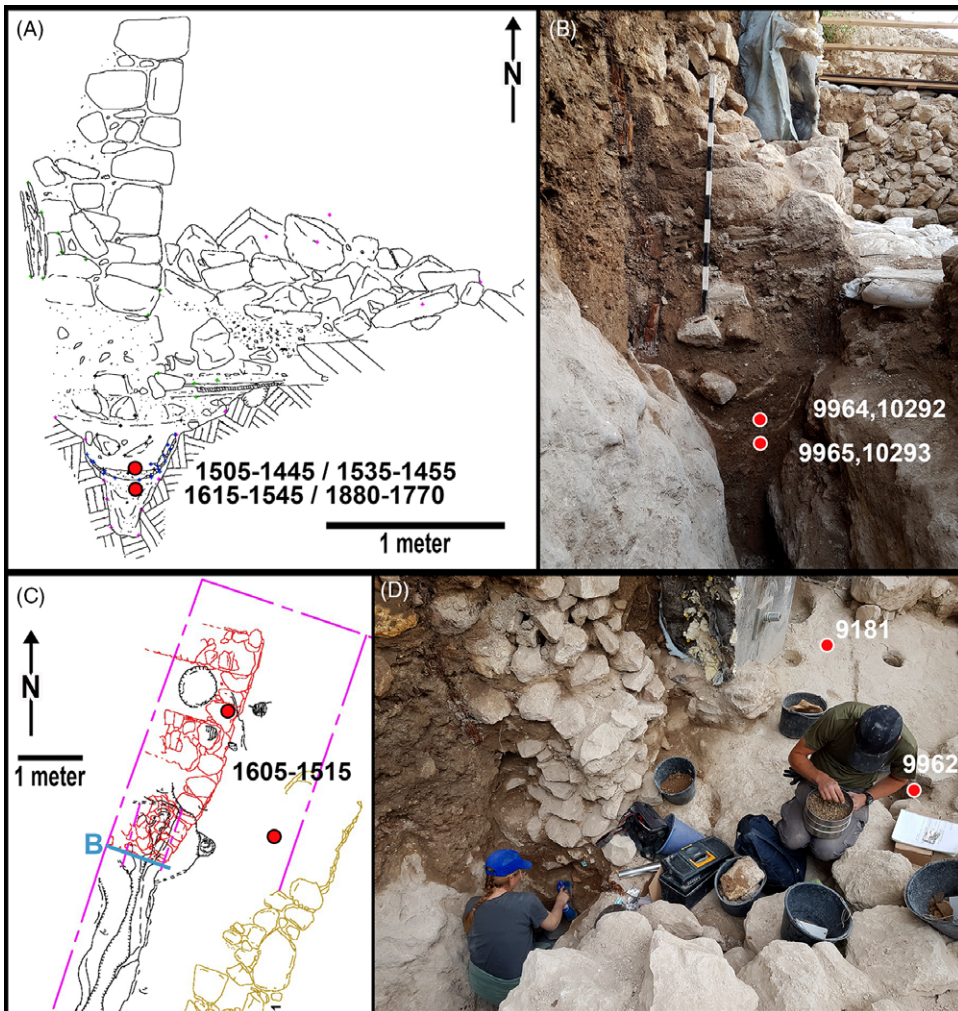 (A)
N
1505-1445 / 1535-1455
1615-1545 / 1880-1770
1 meter
(B)
9964,10292
9965,10293
(C)
N
1 meter
1605-1515
B
1
(D)
9181
9962